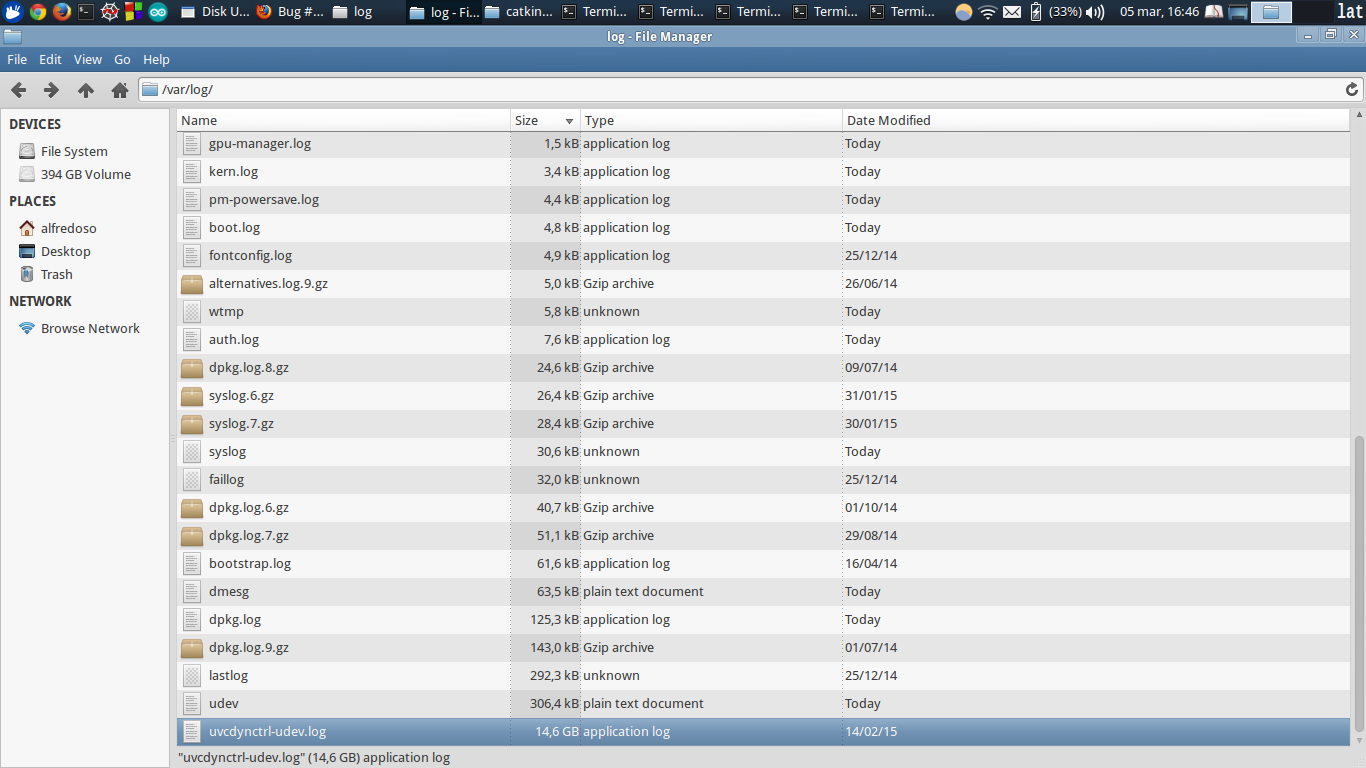 Disk U... Bug #... log log - Fi... catkin... Termi... Termi... Termi... Termi... Termi... (33%) 05 mar, 16:46 lat
log - File Manager
File Edit View Go Help
/var/log/
DEVICES
File System
394 GB Volume
PLACES
alfredoso
Desktop
Trash
NETWORK
Browse Network
Name Size Type Date Modified
gpu-manager.log 1,5 kB application log Today
kern.log 3,4 kB application log Today
pm-powersave.log 4,4 kB application log Today
boot.log 4,8 kB application log Today
fontconfig.log 4,9 kB application log 25/12/14
alternatives.log.9.gz 5,0 kB Gzip archive 26/06/14
wtmp 5,8 kB unknown Today
auth.log 7,6 kB application log Today
dpkg.log.8.gz 24,6 kB Gzip archive 09/07/14
syslog.6.gz 26,4 kB Gzip archive 31/01/15
syslog.7.gz 28,4 kB Gzip archive 30/01/15
syslog 30,6 kB unknown Today
faillog 32,0 kB unknown 25/12/14
dpkg.log.6.gz 40,7 kB Gzip archive 01/10/14
dpkg.log.7.gz 51,1 kB Gzip archive 29/08/14
bootstrap.log 61,6 kB application log 16/04/14
dmesg 63,5 kB plain text document Today
dpkg.log 125,3 kB application log Today
dpkg.log.9.gz 143,0 kB Gzip archive 01/07/14
lastlog 292,3 kB unknown 25/12/14
udev 306,4 kB plain text document Today
uvcdynctrl-udev.log 14,6 GB application log 14/02/15
"uvcdynctrl-udev.log" (14,6 GB) application log